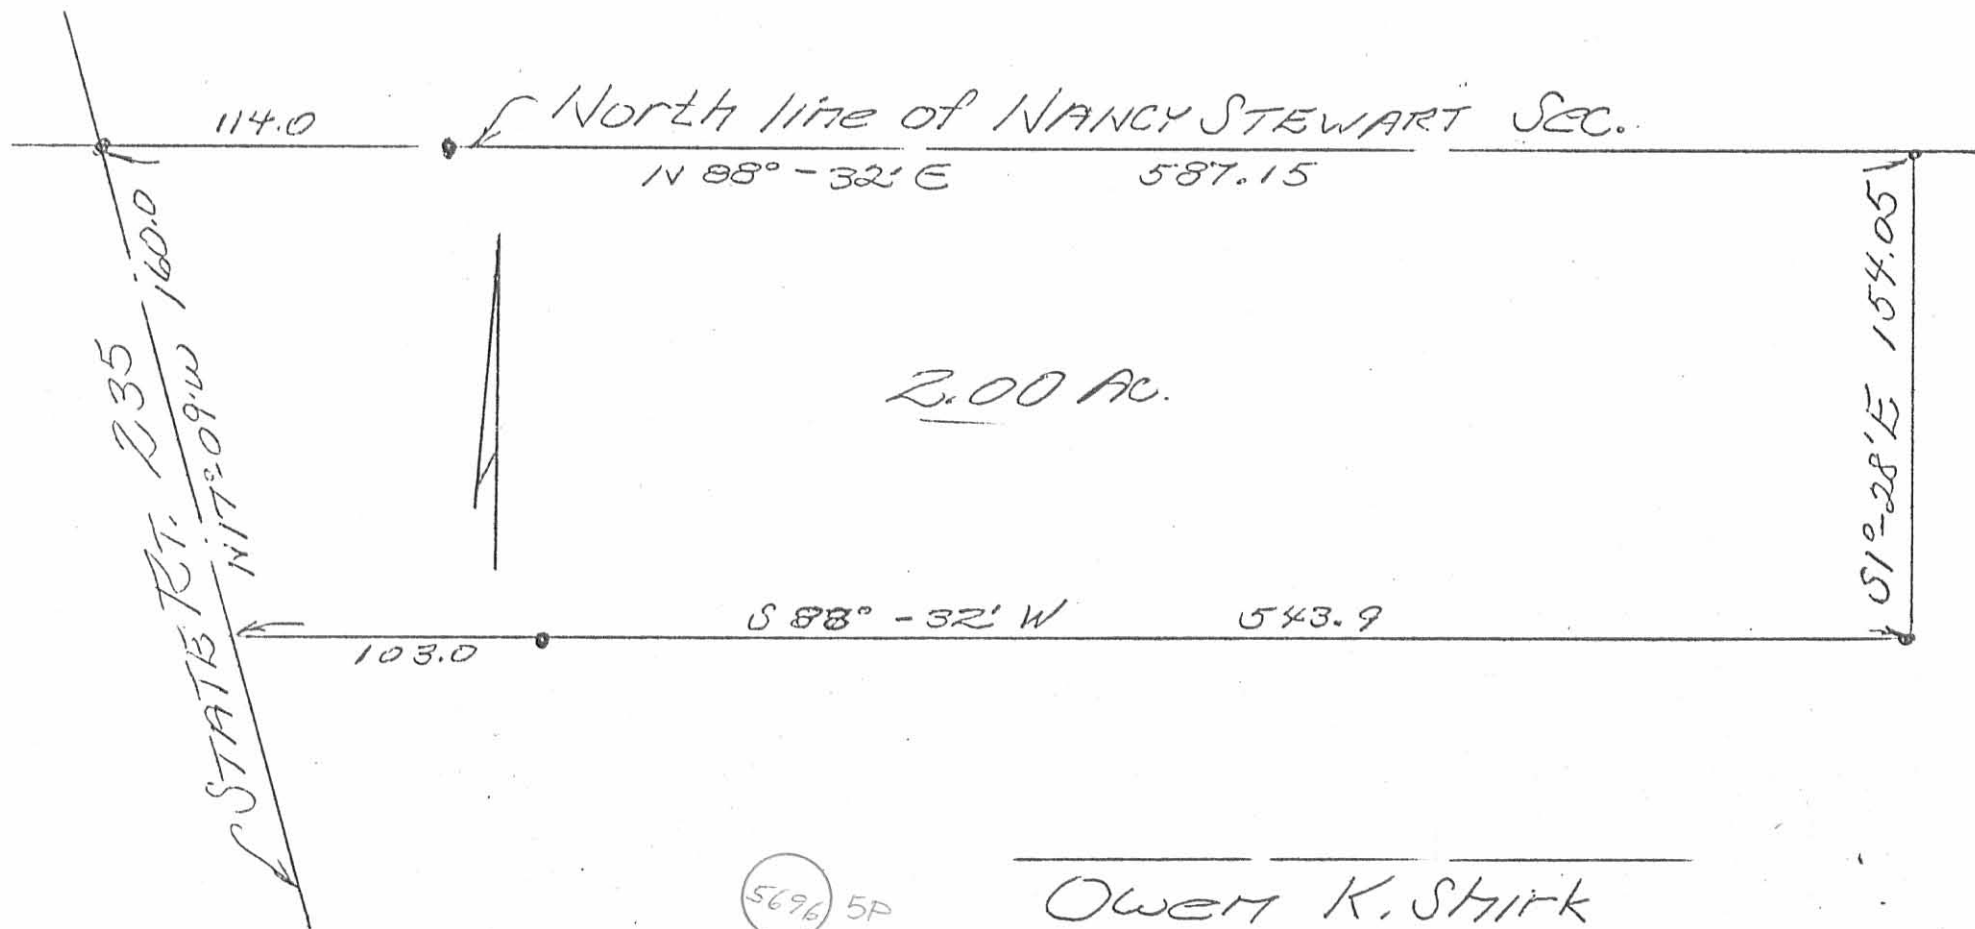 114.0
North line of NANCY STEWART Sec.
N 88° - 32' E 587.15
STATE RT. 235
N17°-09'W 160.0
2.00 Ac.
S1°-28'E 154.05
S 88° - 32' W 543.9
103.0
5696 5P
Owen K. Shirk